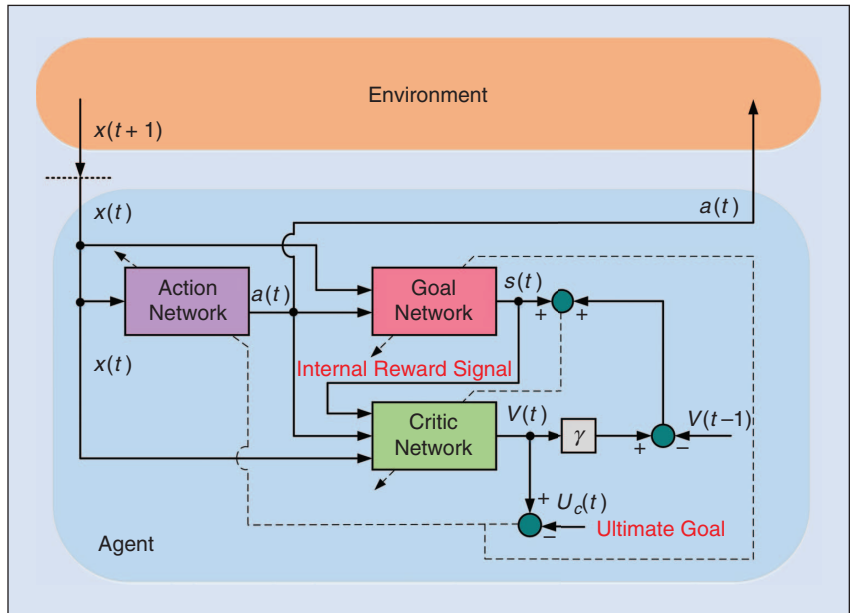 Environment
x(t + 1)
x(t)
a(t)
Action
Network
a(t)
Goal
Network
s(t)
+
+
x(t)
Internal Reward Signal
Critic
Network
V(t)
γ
+
−
V(t−1)
+
U_c(t)
−
Ultimate Goal
Agent